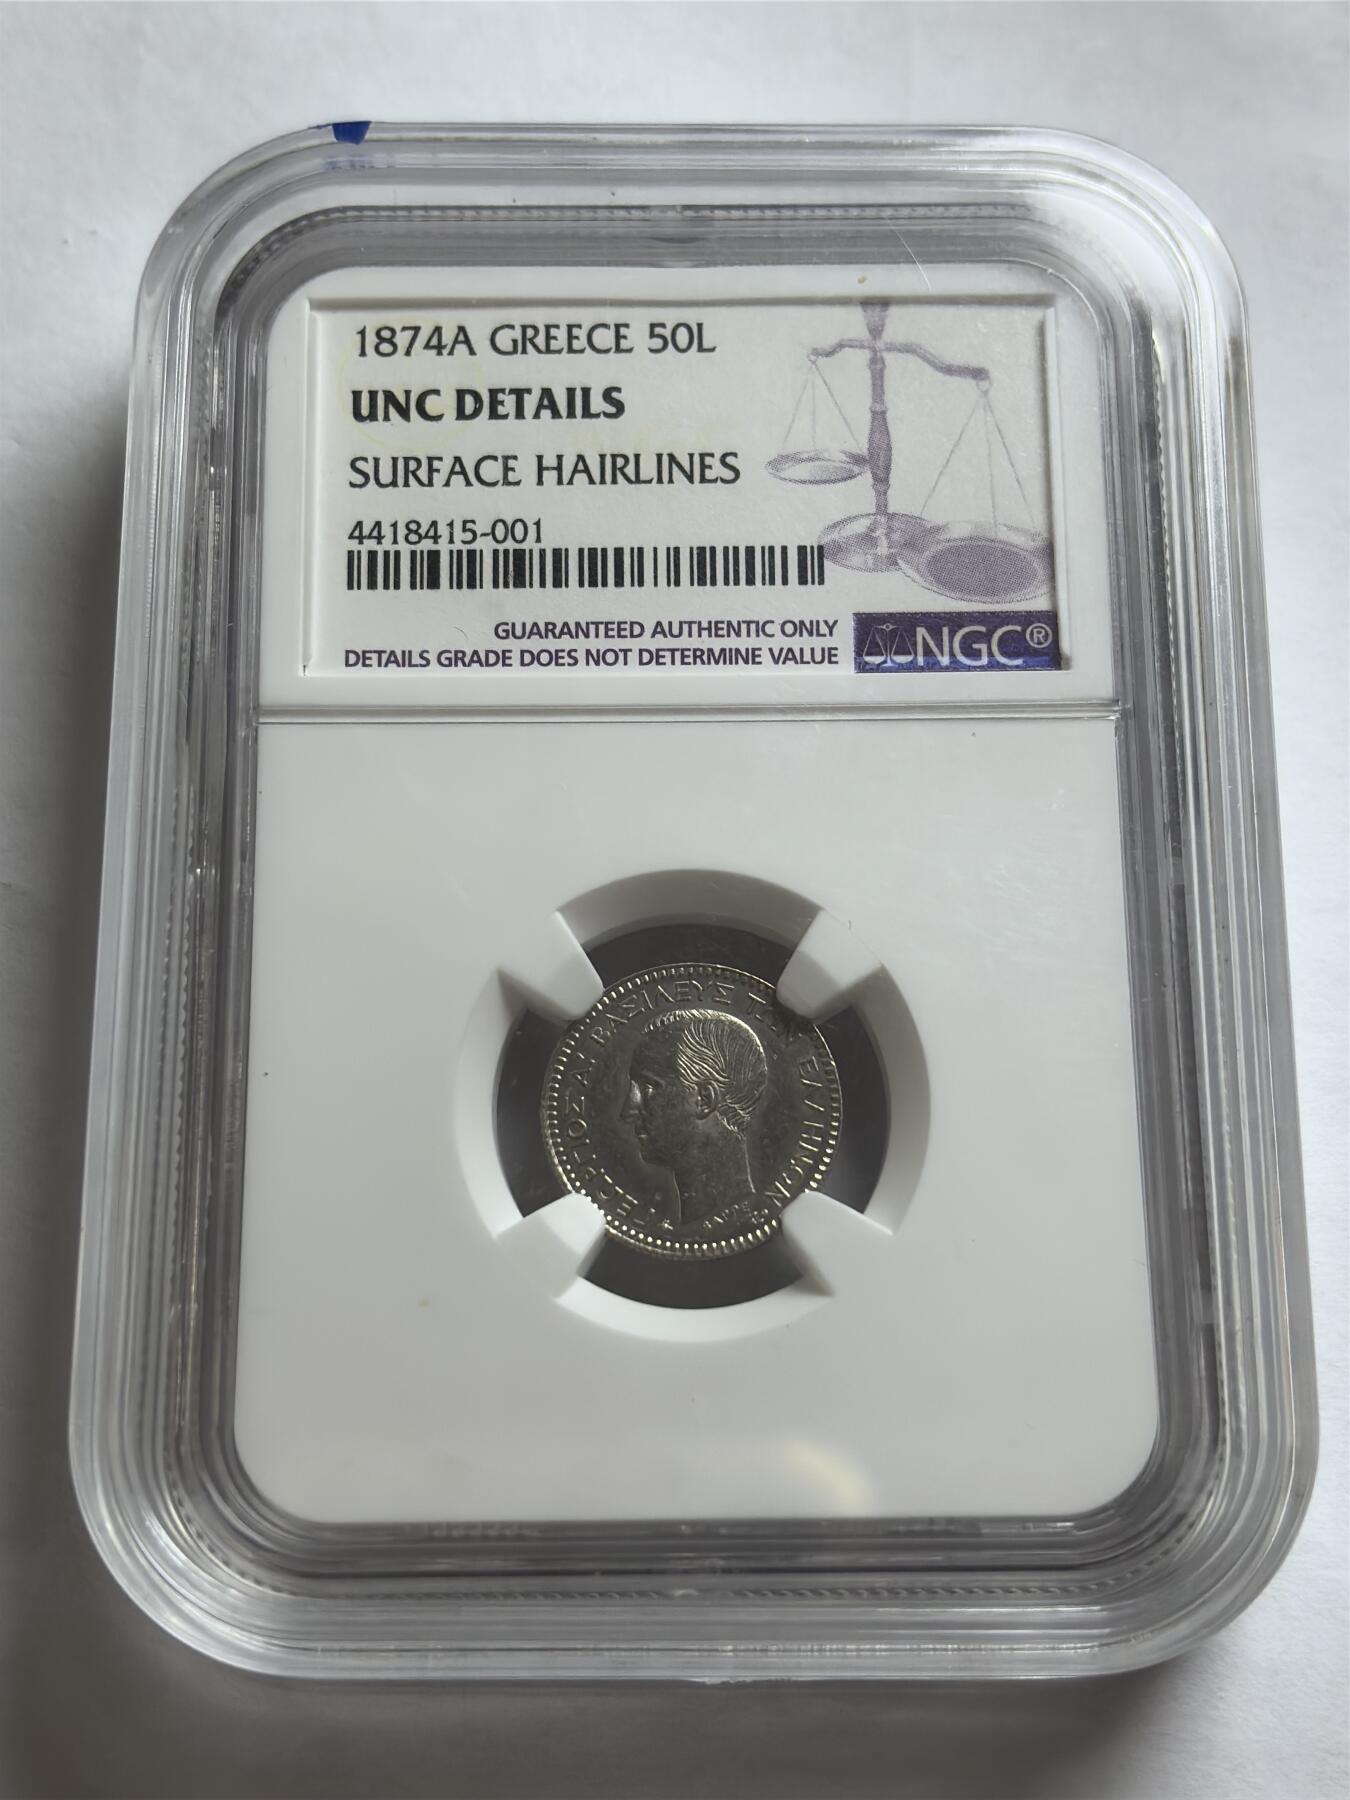 1874A GREECE 50L
UNC DETAILS
SURFACE HAIRLINES
4418415-001
GUARANTEED AUTHENTIC ONLY
DETAILS GRADE DOES NOT DETERMINE VALUE
NGC®
ΓΕΩΡΓΙΟΣ Α! ΒΑΣΙΛΕΥΣ ΤΩΝ ΕΛΛΗΝΩΝ
BARRE